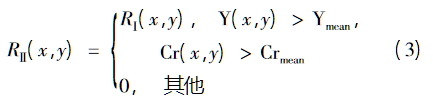 R_Ⅱ(x,y) = { R_Ⅰ(x,y), Y(x,y) > Y_mean,
Cr(x,y) > Cr_mean (3)
0, 其他